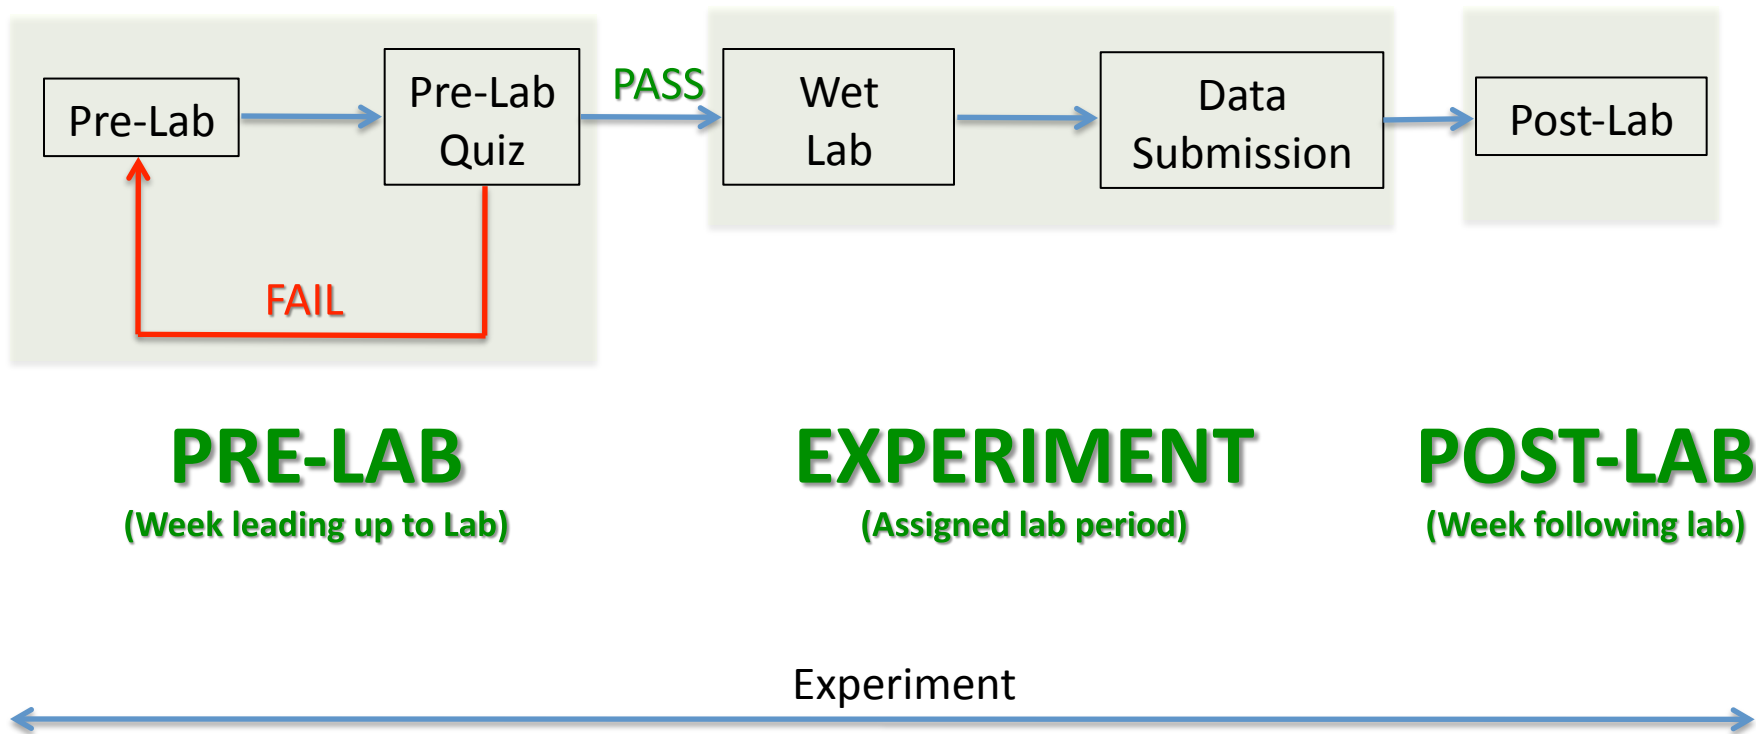 Pre-Lab
Pre-Lab
Quiz
PASS
Wet
Lab
Data
Submission
Post-Lab
FAIL
PRE-LAB
(Week leading up to Lab)
EXPERIMENT
(Assigned lab period)
POST-LAB
(Week following lab)
Experiment